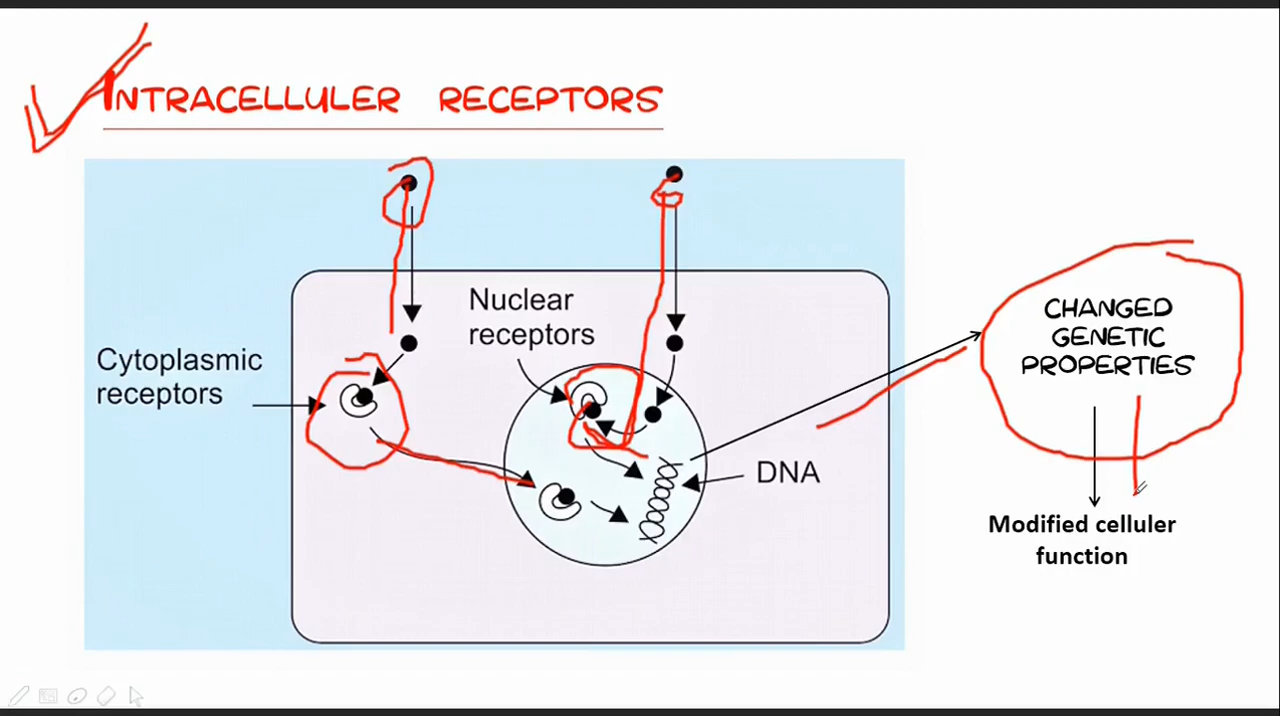 INTRACELLULER RECEPTORS
Nuclear
receptors
Cytoplasmic
receptors
DNA
CHANGED
GENETIC
PROPERTIES
Modified celluler
function